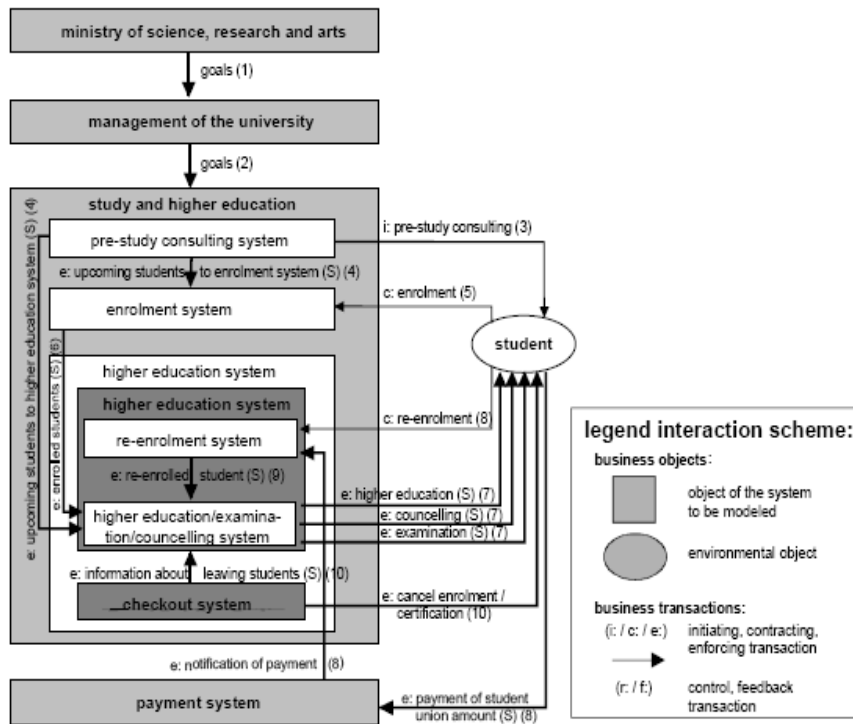 ministry of science, research and arts
goals (1)
management of the university
goals (2)
study and higher education
pre-study consulting system
i: pre-study consulting (3)
e: upcoming students to enrolment system (S) (4)
e: upcoming students to higher education system (S) (4)
enrolment system
c: enrolment (5)
student
e: enrolled students (S) (6)
higher education system
higher education system
re-enrolment system
c: re-enrolment (8)
e: re-enrolled student (S) (9)
higher education/examina-
tion/councelling system
e: higher education (S) (7)
e: councelling (S) (7)
e: examination (S) (7)
e: information about leaving students (S) (10)
checkout system
e: cancel enrolment /
certification (10)
e: notification of payment (8)
payment system
e: payment of student
union amount (S) (8)
legend interaction scheme:
business objects:
object of the system
to be modeled
environmental object
business transactions:
(i: / c: / e:) initiating, contracting,
enforcing transaction
(r: / f:) control, feedback
transaction